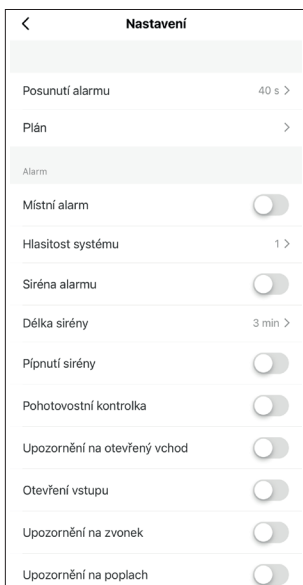 Nastavení
Posunutí alarmu 40 s
Plán
Alarm
Místní alarm
Hlasitost systému 1
Siréna alarmu
Délka sirény 3 min
Pípnutí sirény
Pohotovostní kontrolka
Upozornění na otevřený vchod
Otevření vstupu
Upozornění na zvonek
Upozornění na poplach